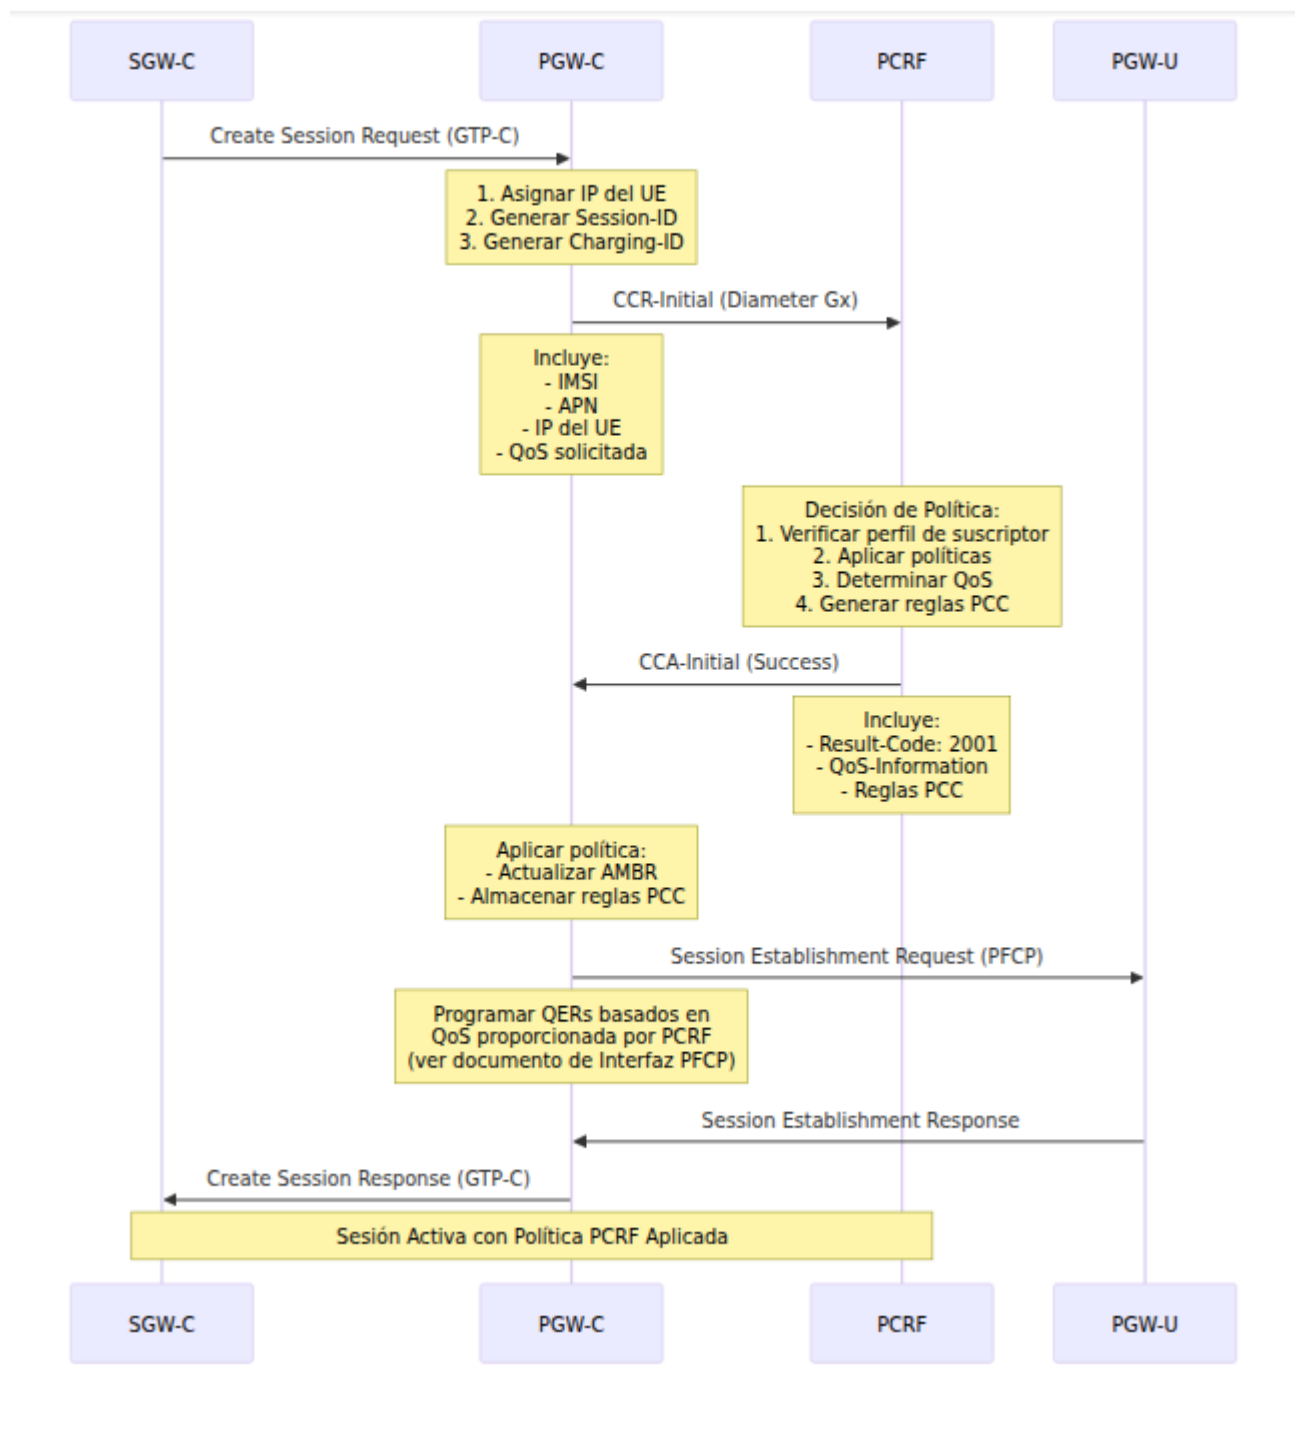 SGW-C
PGW-C
PCRF
PGW-U
Create Session Request (GTP-C)
1. Asignar IP del UE
2. Generar Session-ID
3. Generar Charging-ID
CCR-Initial (Diameter Gx)
Incluye:
- IMSI
- APN
- IP del UE
- QoS solicitada
Decisión de Política:
1. Verificar perfil de suscriptor
2. Aplicar políticas
3. Determinar QoS
4. Generar reglas PCC
CCA-Initial (Success)
Incluye:
- Result-Code: 2001
- QoS-Information
- Reglas PCC
Aplicar política:
- Actualizar AMBR
- Almacenar reglas PCC
Session Establishment Request (PFCP)
Programar QERs basados en
QoS proporcionada por PCRF
(ver documento de Interfaz PFCP)
Session Establishment Response
Create Session Response (GTP-C)
Sesión Activa con Política PCRF Aplicada
SGW-C
PGW-C
PCRF
PGW-U